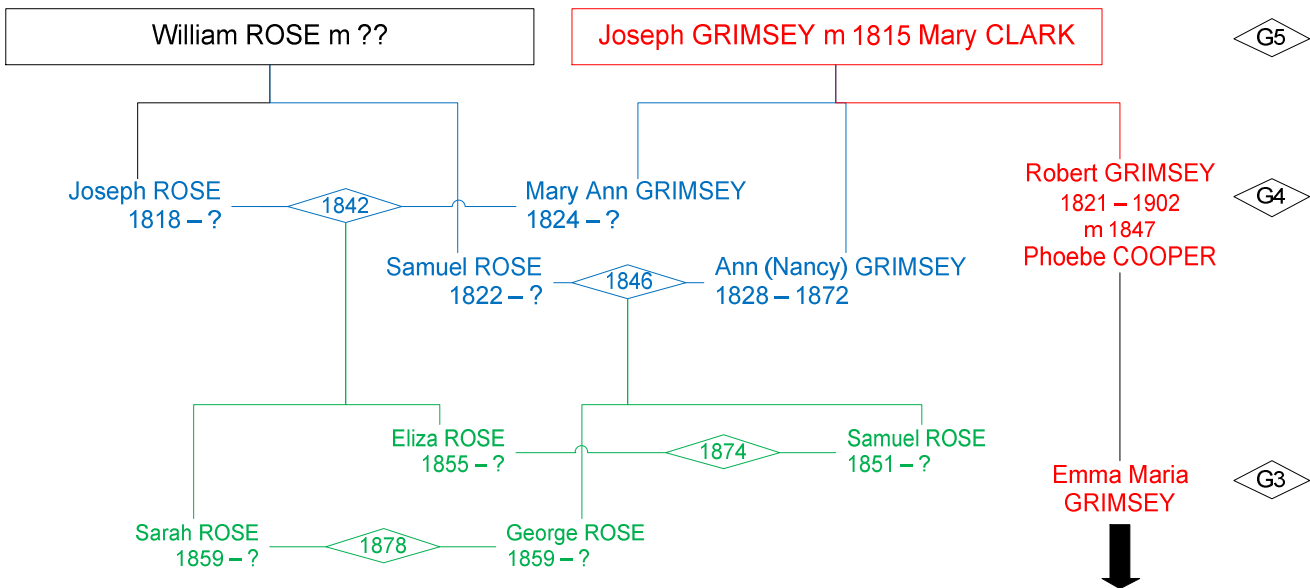 William ROSE m ??
Joseph GRIMSEY m 1815 Mary CLARK
G5
Joseph ROSE
1818 – ?
1842
Mary Ann GRIMSEY
1824 – ?
Robert GRIMSEY
1821 – 1902
m 1847
Phoebe COOPER
G4
Samuel ROSE
1822 – ?
1846
Ann (Nancy) GRIMSEY
1828 – 1872
Eliza ROSE
1855 – ?
1874
Samuel ROSE
1851 – ?
Emma Maria
GRIMSEY
G3
Sarah ROSE
1859 – ?
1878
George ROSE
1859 – ?